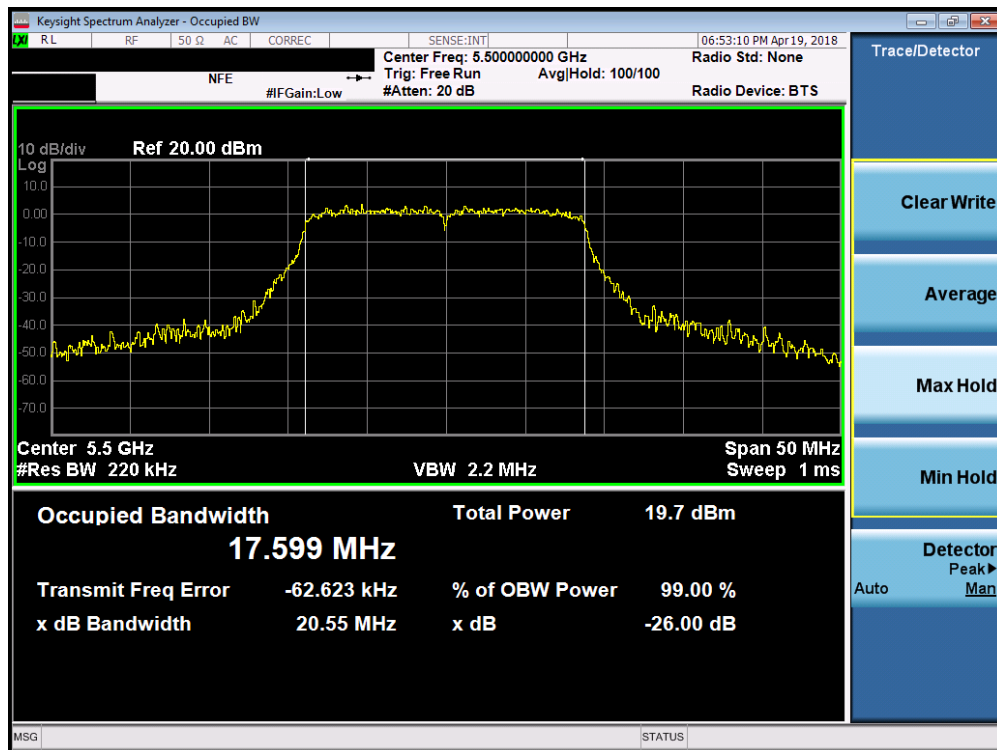 Keysight Spectrum Analyzer - Occupied BW
LXI RL RF 50 Ω AC CORREC SENSE:INT 06:53:10 PM Apr 19, 2018
Center Freq: 5.500000000 GHz Radio Std: None
NFE Trig: Free Run Avg|Hold: 100/100
#IFGain:Low #Atten: 20 dB Radio Device: BTS
Trace/Detector
10 dB/div Ref 20.00 dBm
Log
10.0
0.00
-10.0
-20.0
-30.0
-40.0
-50.0
-60.0
-70.0
Center 5.5 GHz Span 50 MHz
#Res BW 220 kHz VBW 2.2 MHz Sweep 1 ms
Occupied Bandwidth Total Power 19.7 dBm
17.599 MHz
Transmit Freq Error -62.623 kHz % of OBW Power 99.00 %
x dB Bandwidth 20.55 MHz x dB -26.00 dB
Clear Write
Average
Max Hold
Min Hold
Detector
Peak▶
Auto Man
MSG STATUS